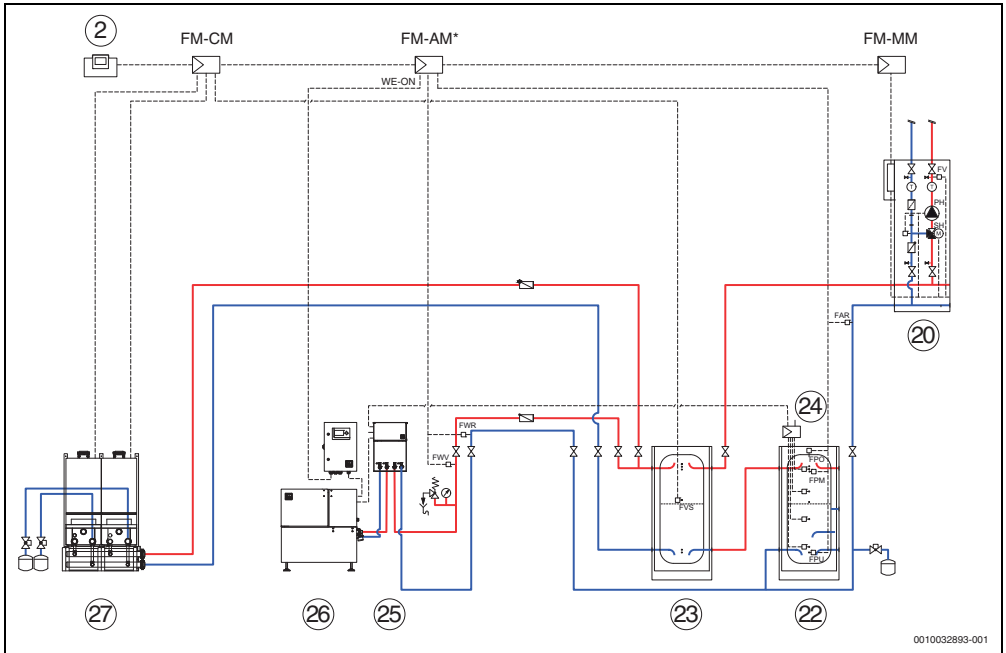 2
FM-CM
FM-AM*
FM-MM
WE-ON
FV
T
T
PH
SH
M
FAR
20
24
FWR
FWV
FPO
FPM
FVS
FPU
27
26
25
23
22
0010032893-001